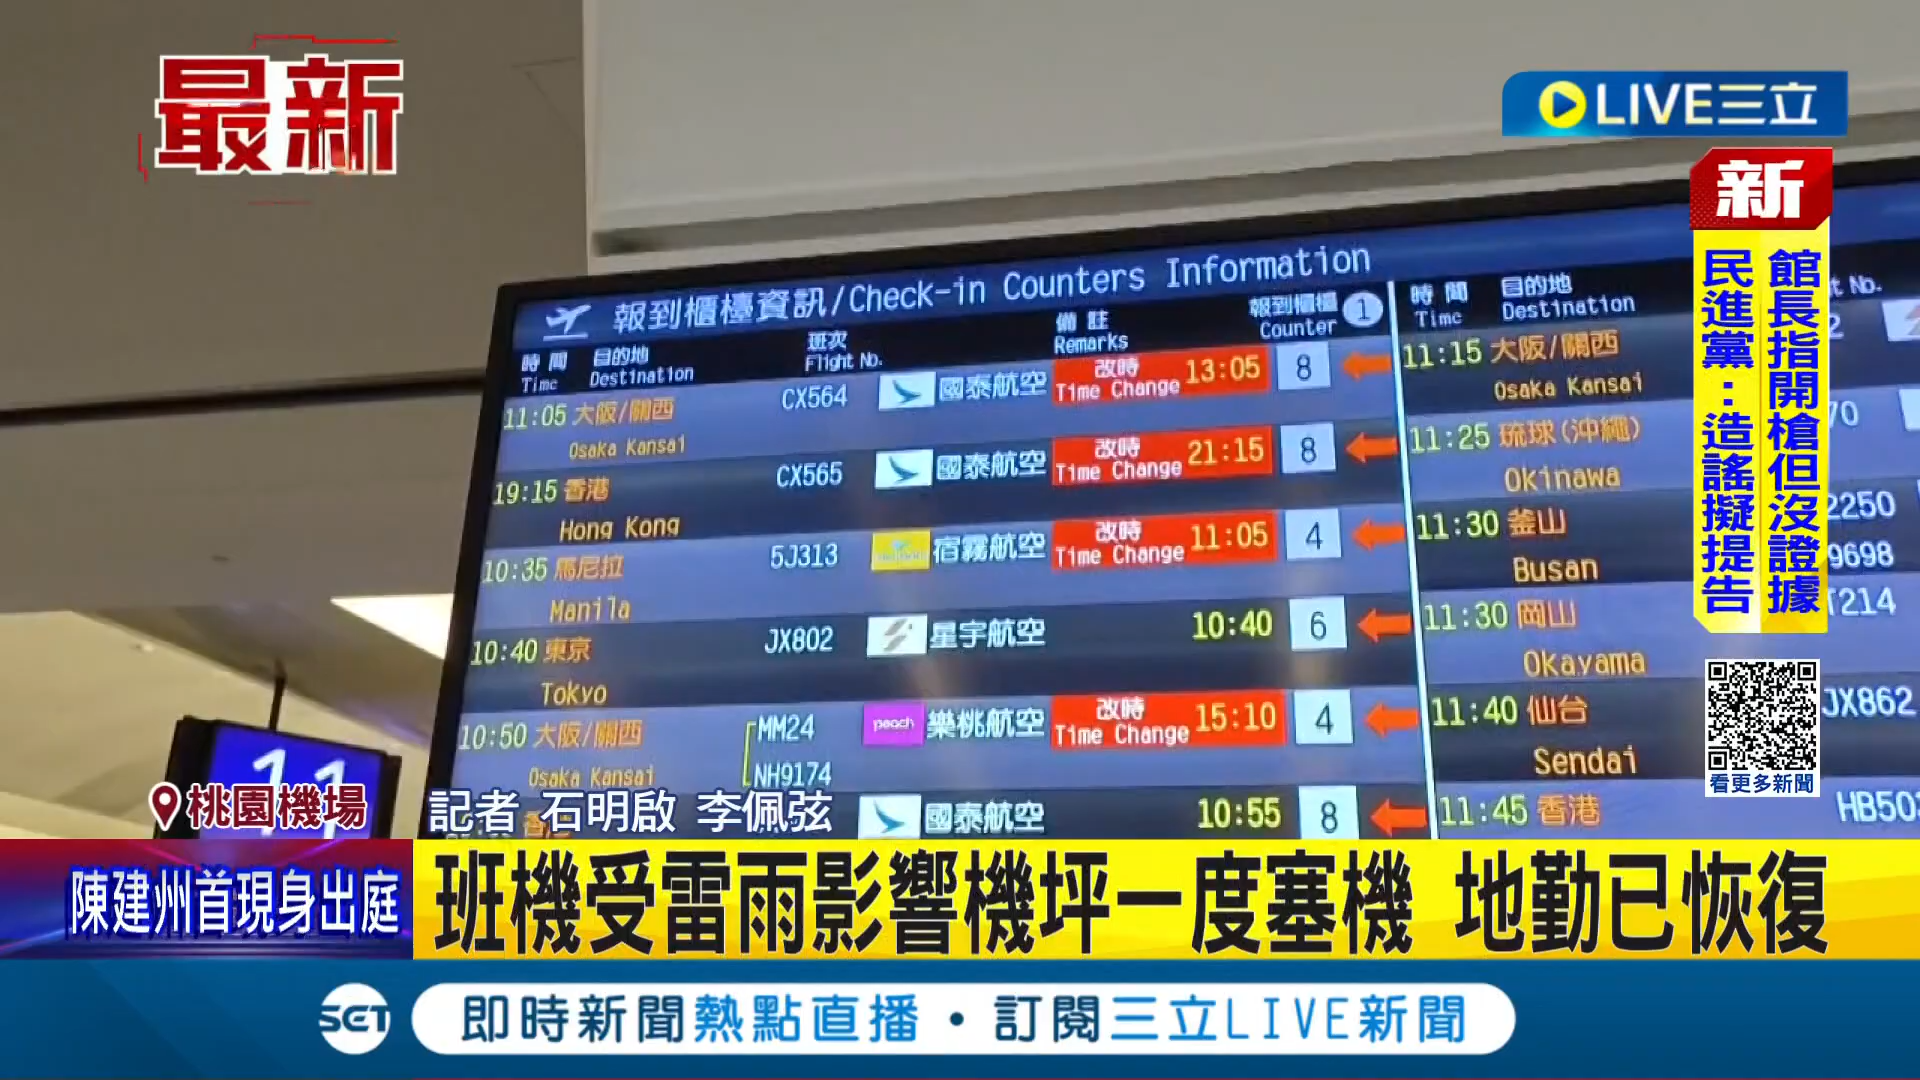 最新
LIVE三立
新
館長指開槍但沒證據
民進黨：造謠擬提告
看更多新聞
報到櫃檯資訊/Check-in Counters Information
時間 目的地 班次 備註 報到櫃檯 1
Time Destination Flight No. Remarks Counter
11:05 大阪/關西 CX564 國泰航空 改時 13:05 8
Osaka Kansai Time Change
19:15 香港 CX565 國泰航空 改時 21:15 8
Hong Kong Time Change
10:35 馬尼拉 5J313 宿霧航空 改時 11:05 4
Manila Time Change
10:40 東京 JX802 星宇航空 10:40 6
Tokyo
10:50 大阪/關西 MM24 peach 樂桃航空 改時 15:10 4
Osaka Kansai NH9174 Time Change
香港 國泰航空 10:55 8
時間 目的地 No.
Time Destination
11:15 大阪/關西
Osaka Kansai
11:25 琉球(沖繩)
Okinawa
11:30 釜山 2250
Busan 9698
11:30 岡山 T214
Okayama
11:40 仙台 JX862
Sendai
11:45 香港 HB503
11
桃園機場
記者 石明啟 李佩弦
陳建州首現身出庭
班機受雷雨影響機坪一度塞機 地勤已恢復
SET
即時新聞熱點直播・訂閱三立LIVE新聞